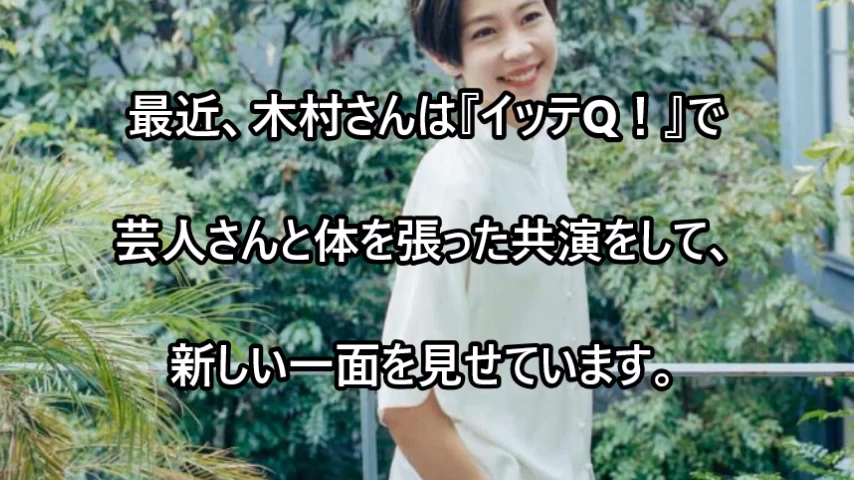 最近、木村さんは『イッテQ！』で
芸人さんと体を張った共演をして、
新しい一面を見せています。